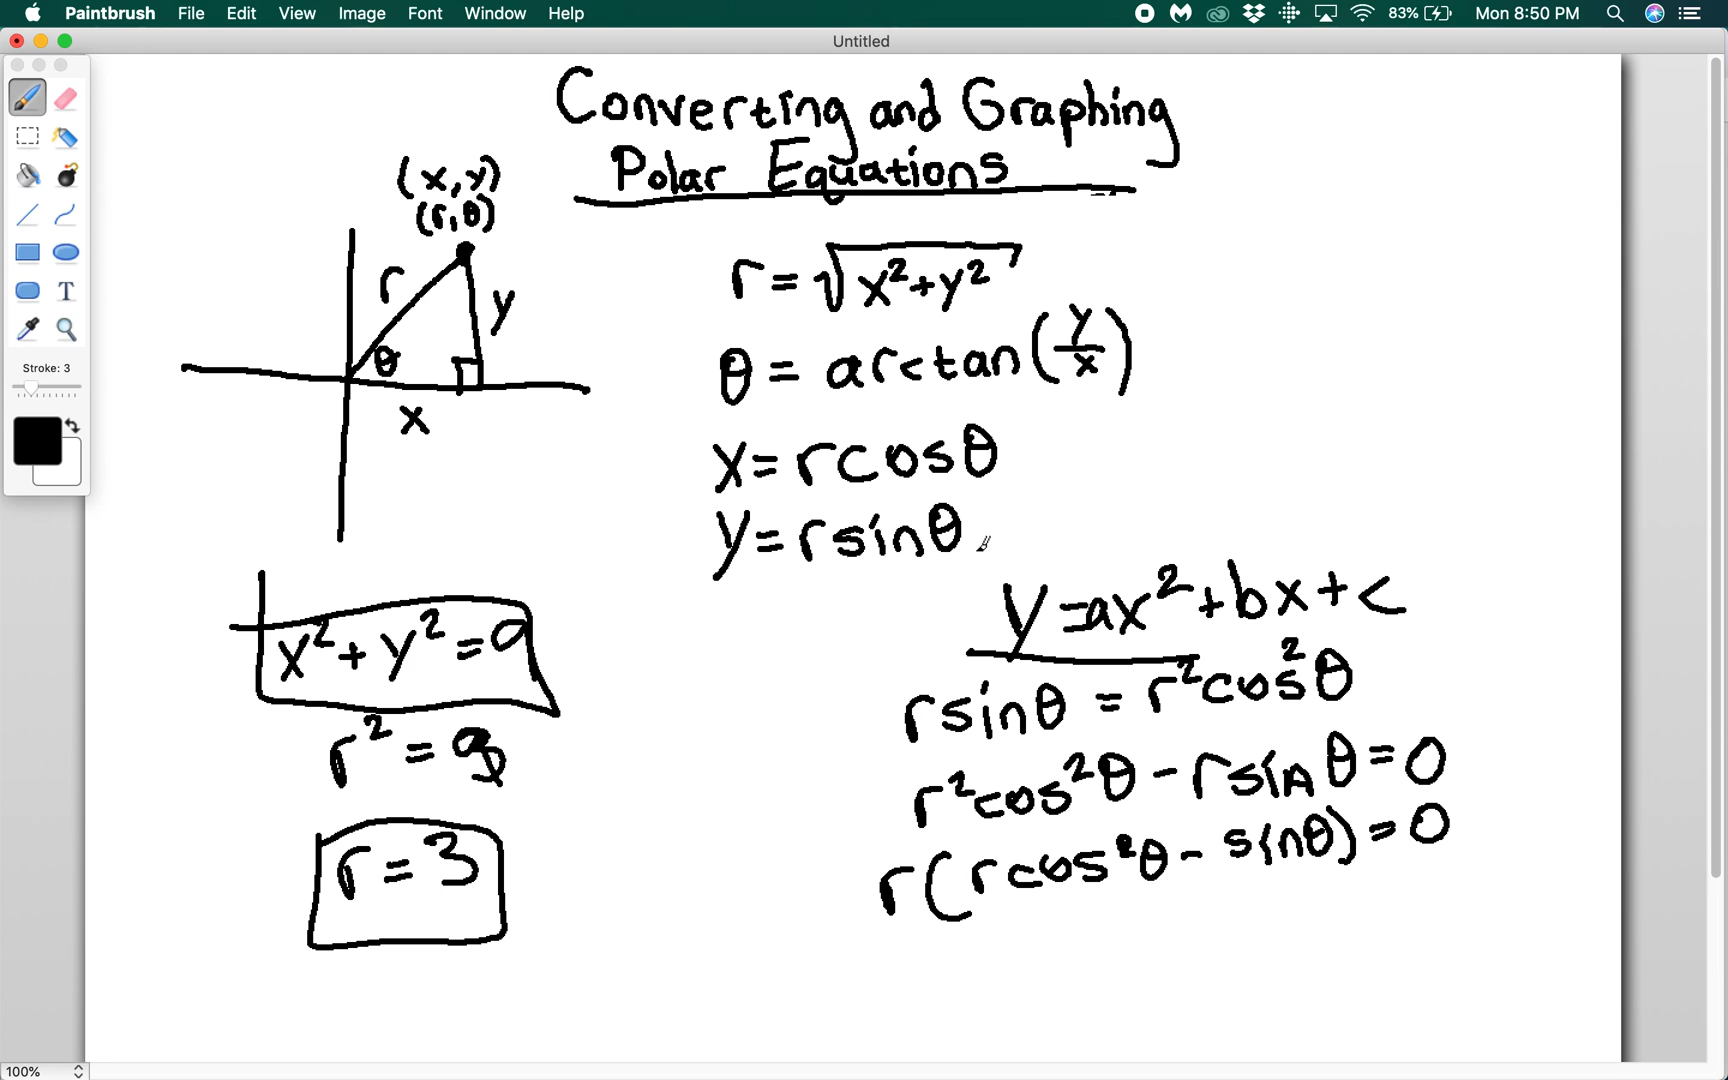 Paintbrush File Edit View Image Font Window Help 83% Mon 8:50 PM
Untitled
Converting and Graphing
Polar Equations
(x,y)
(r,θ)
r
y
θ
x
r = √x²+y²
θ = arctan(y/x)
x = rcosθ
y = rsinθ
T
Stroke: 3
x² + y² = 9
r² = 9
r = 3
y=ax²+bx+c
rsinθ = r²cos²θ
r²cos²θ - rsinθ = 0
r(rcos²θ - sinθ) = 0
100%